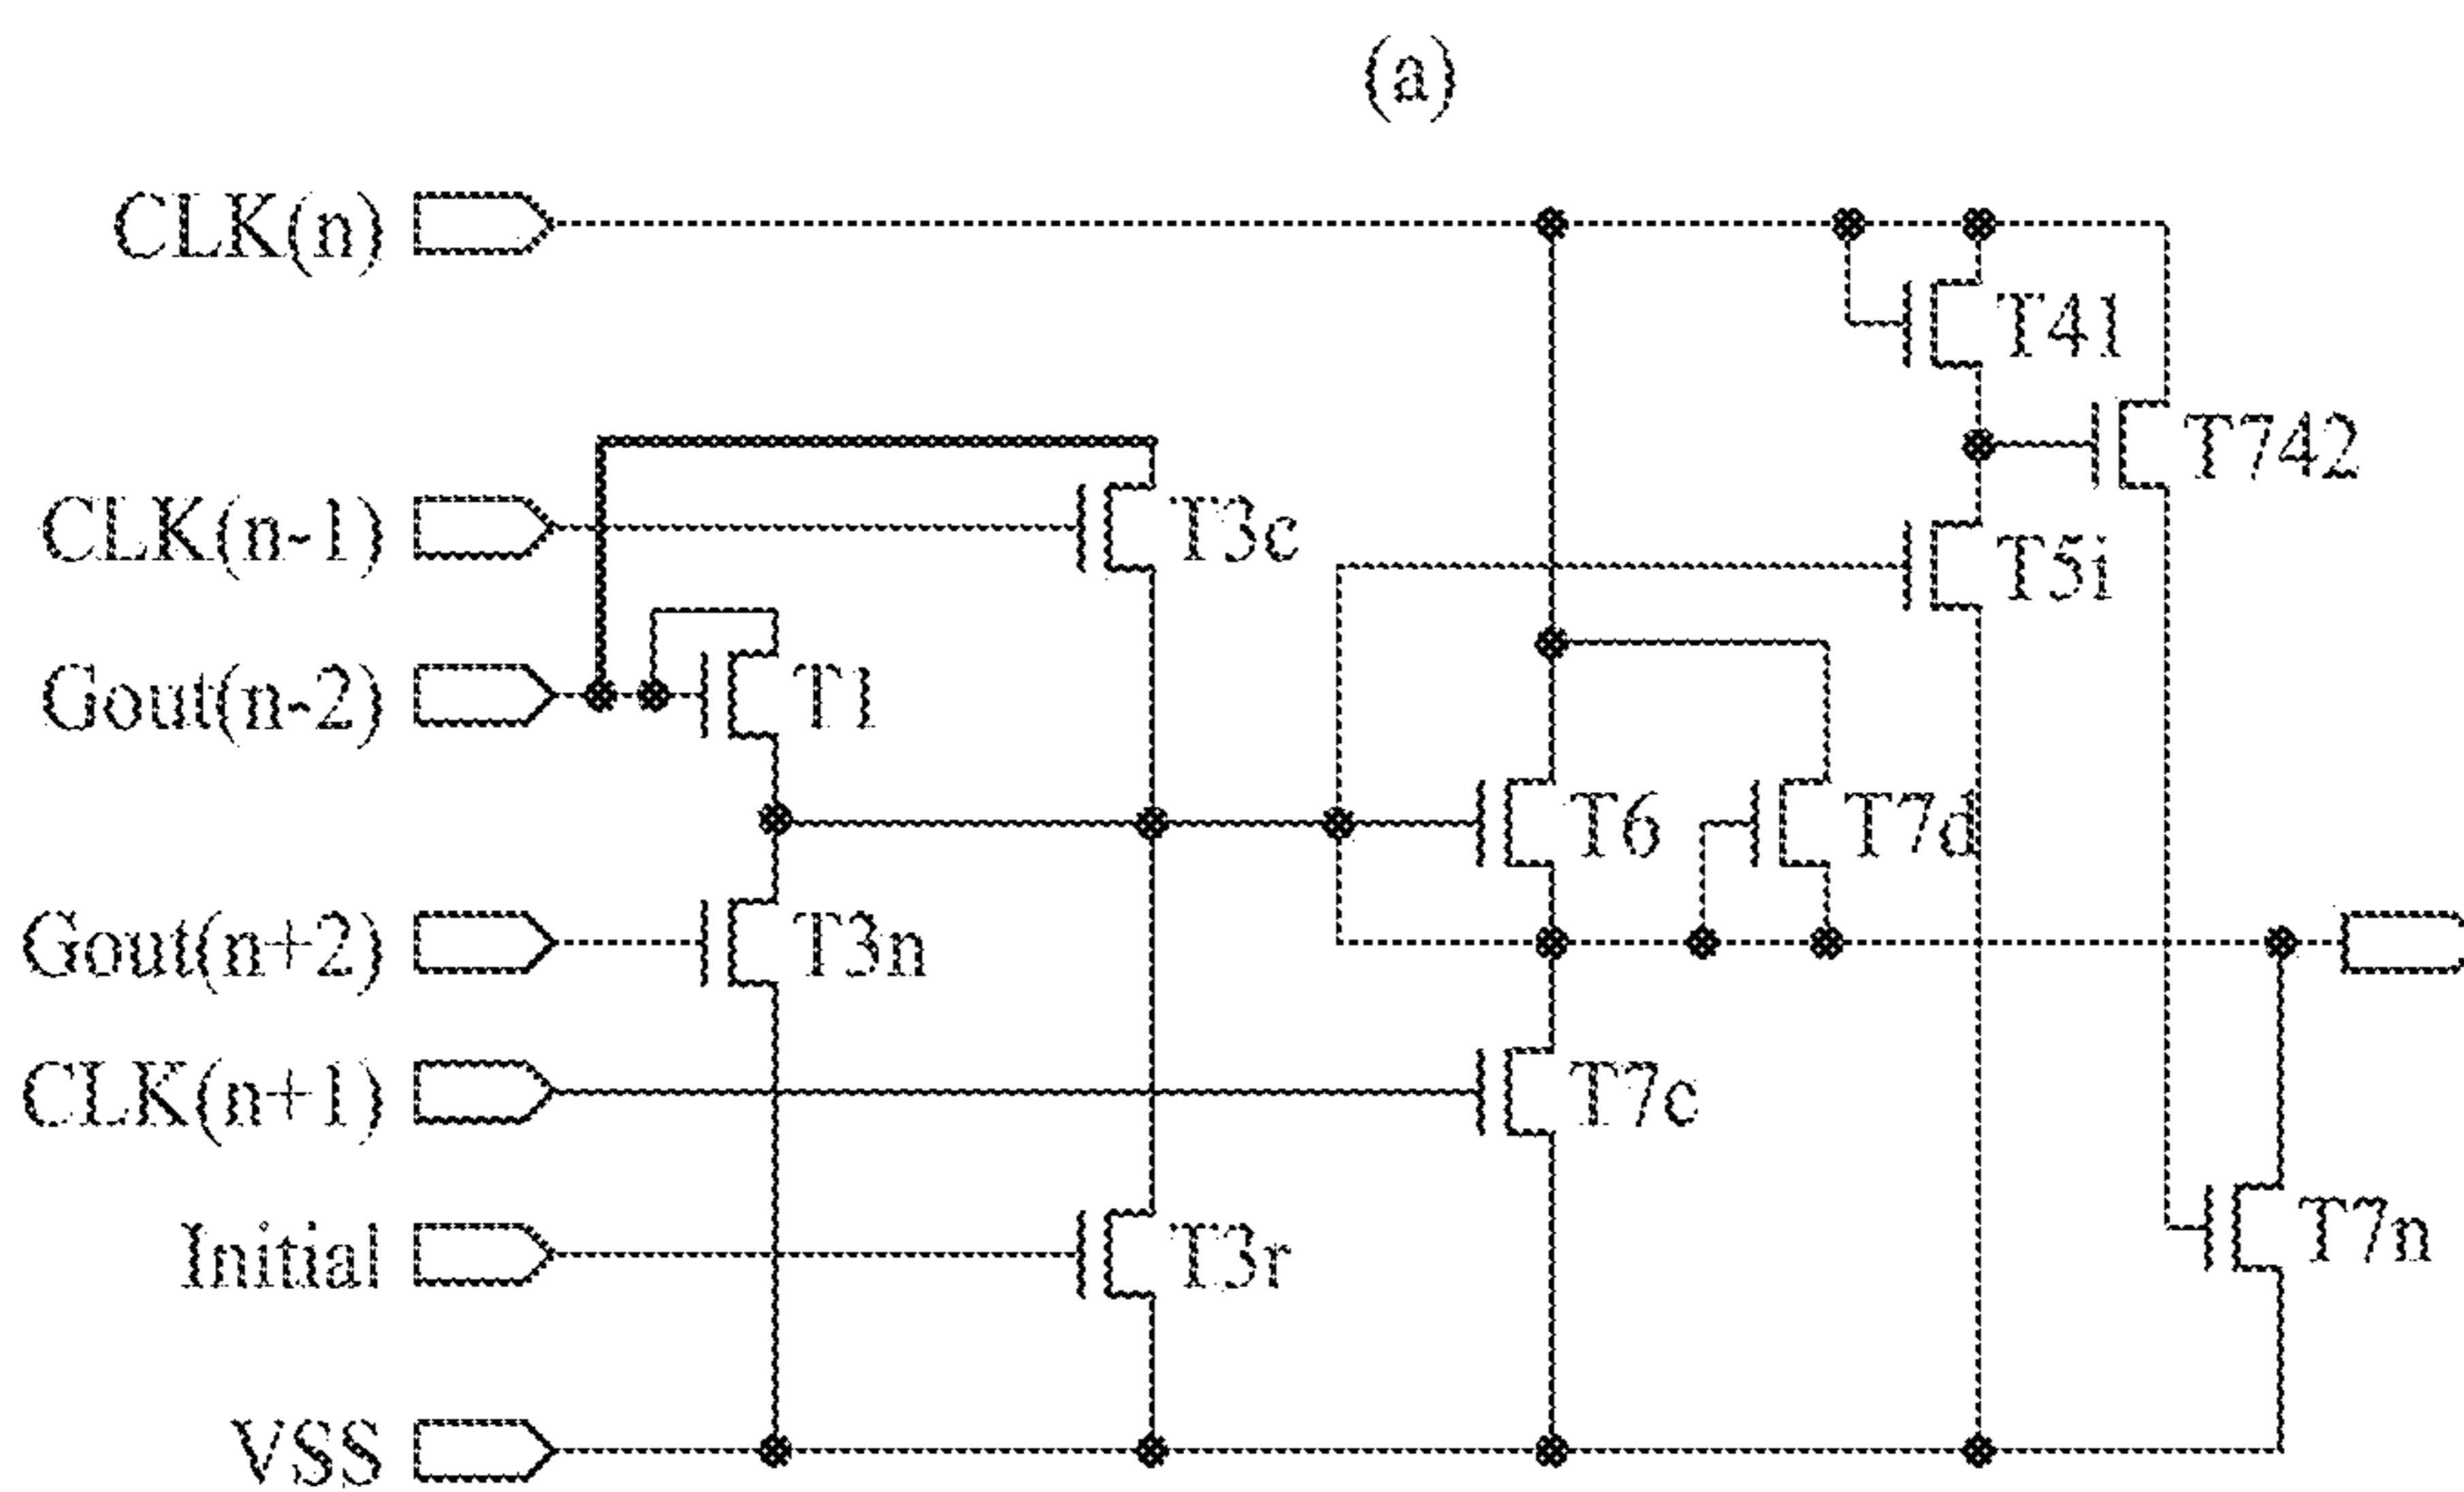 (a)
CLK(n)
T41
T742
CLK(n-1)
T3c
T5i
Gout(n-2)
T1
T6
T7d
Gout(n+2)
T3n
CLK(n+1)
T7c
Initial
T3r
T7n
VSS